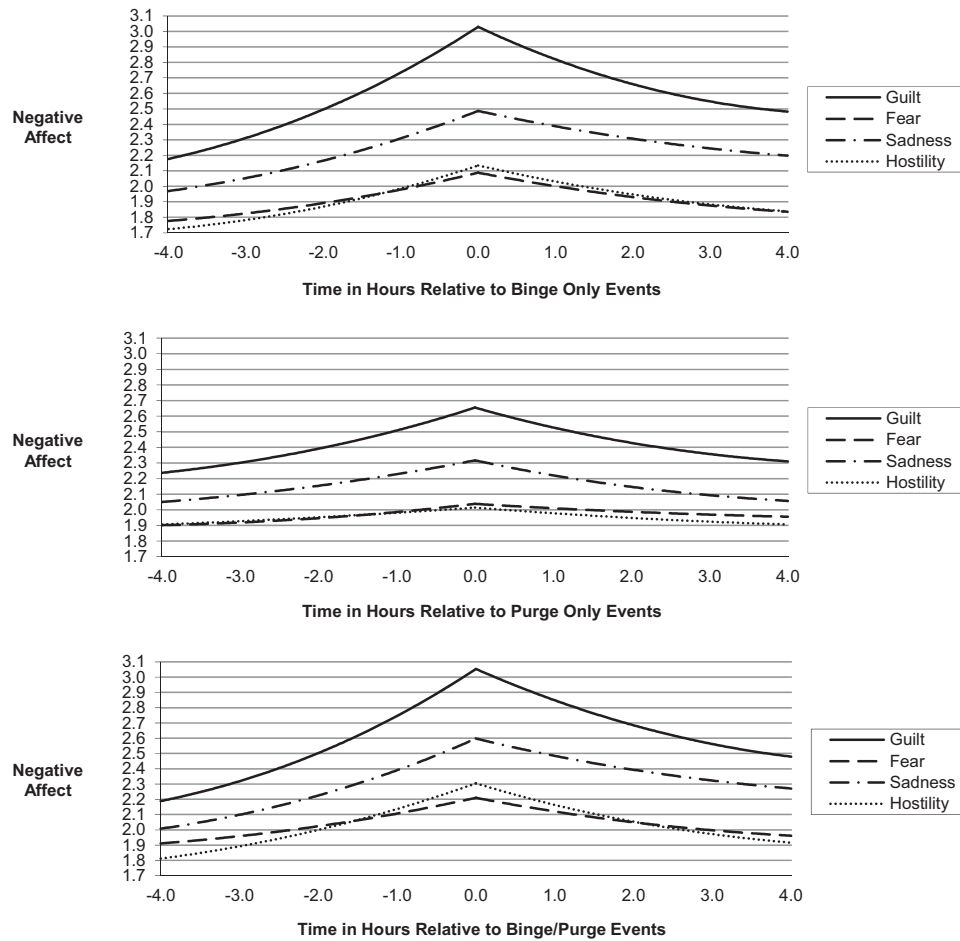 3.1
3.0
2.9
2.8
2.7
2.6
2.5
2.4
2.3
2.2
2.1
2.0
1.9
1.8
1.7
Negative
Affect
-4.0 -3.0 -2.0 -1.0 0.0 1.0 2.0 3.0 4.0
Time in Hours Relative to Binge Only Events
Guilt
Fear
Sadness
Hostility
3.1
3.0
2.9
2.8
2.7
2.6
2.5
2.4
2.3
2.2
2.1
2.0
1.9
1.8
1.7
Negative
Affect
-4.0 -3.0 -2.0 -1.0 0.0 1.0 2.0 3.0 4.0
Time in Hours Relative to Purge Only Events
Guilt
Fear
Sadness
Hostility
3.1
3.0
2.9
2.8
2.7
2.6
2.5
2.4
2.3
2.2
2.1
2.0
1.9
1.8
1.7
Negative
Affect
-4.0 -3.0 -2.0 -1.0 0.0 1.0 2.0 3.0 4.0
Time in Hours Relative to Binge/Purge Events
Guilt
Fear
Sadness
Hostility